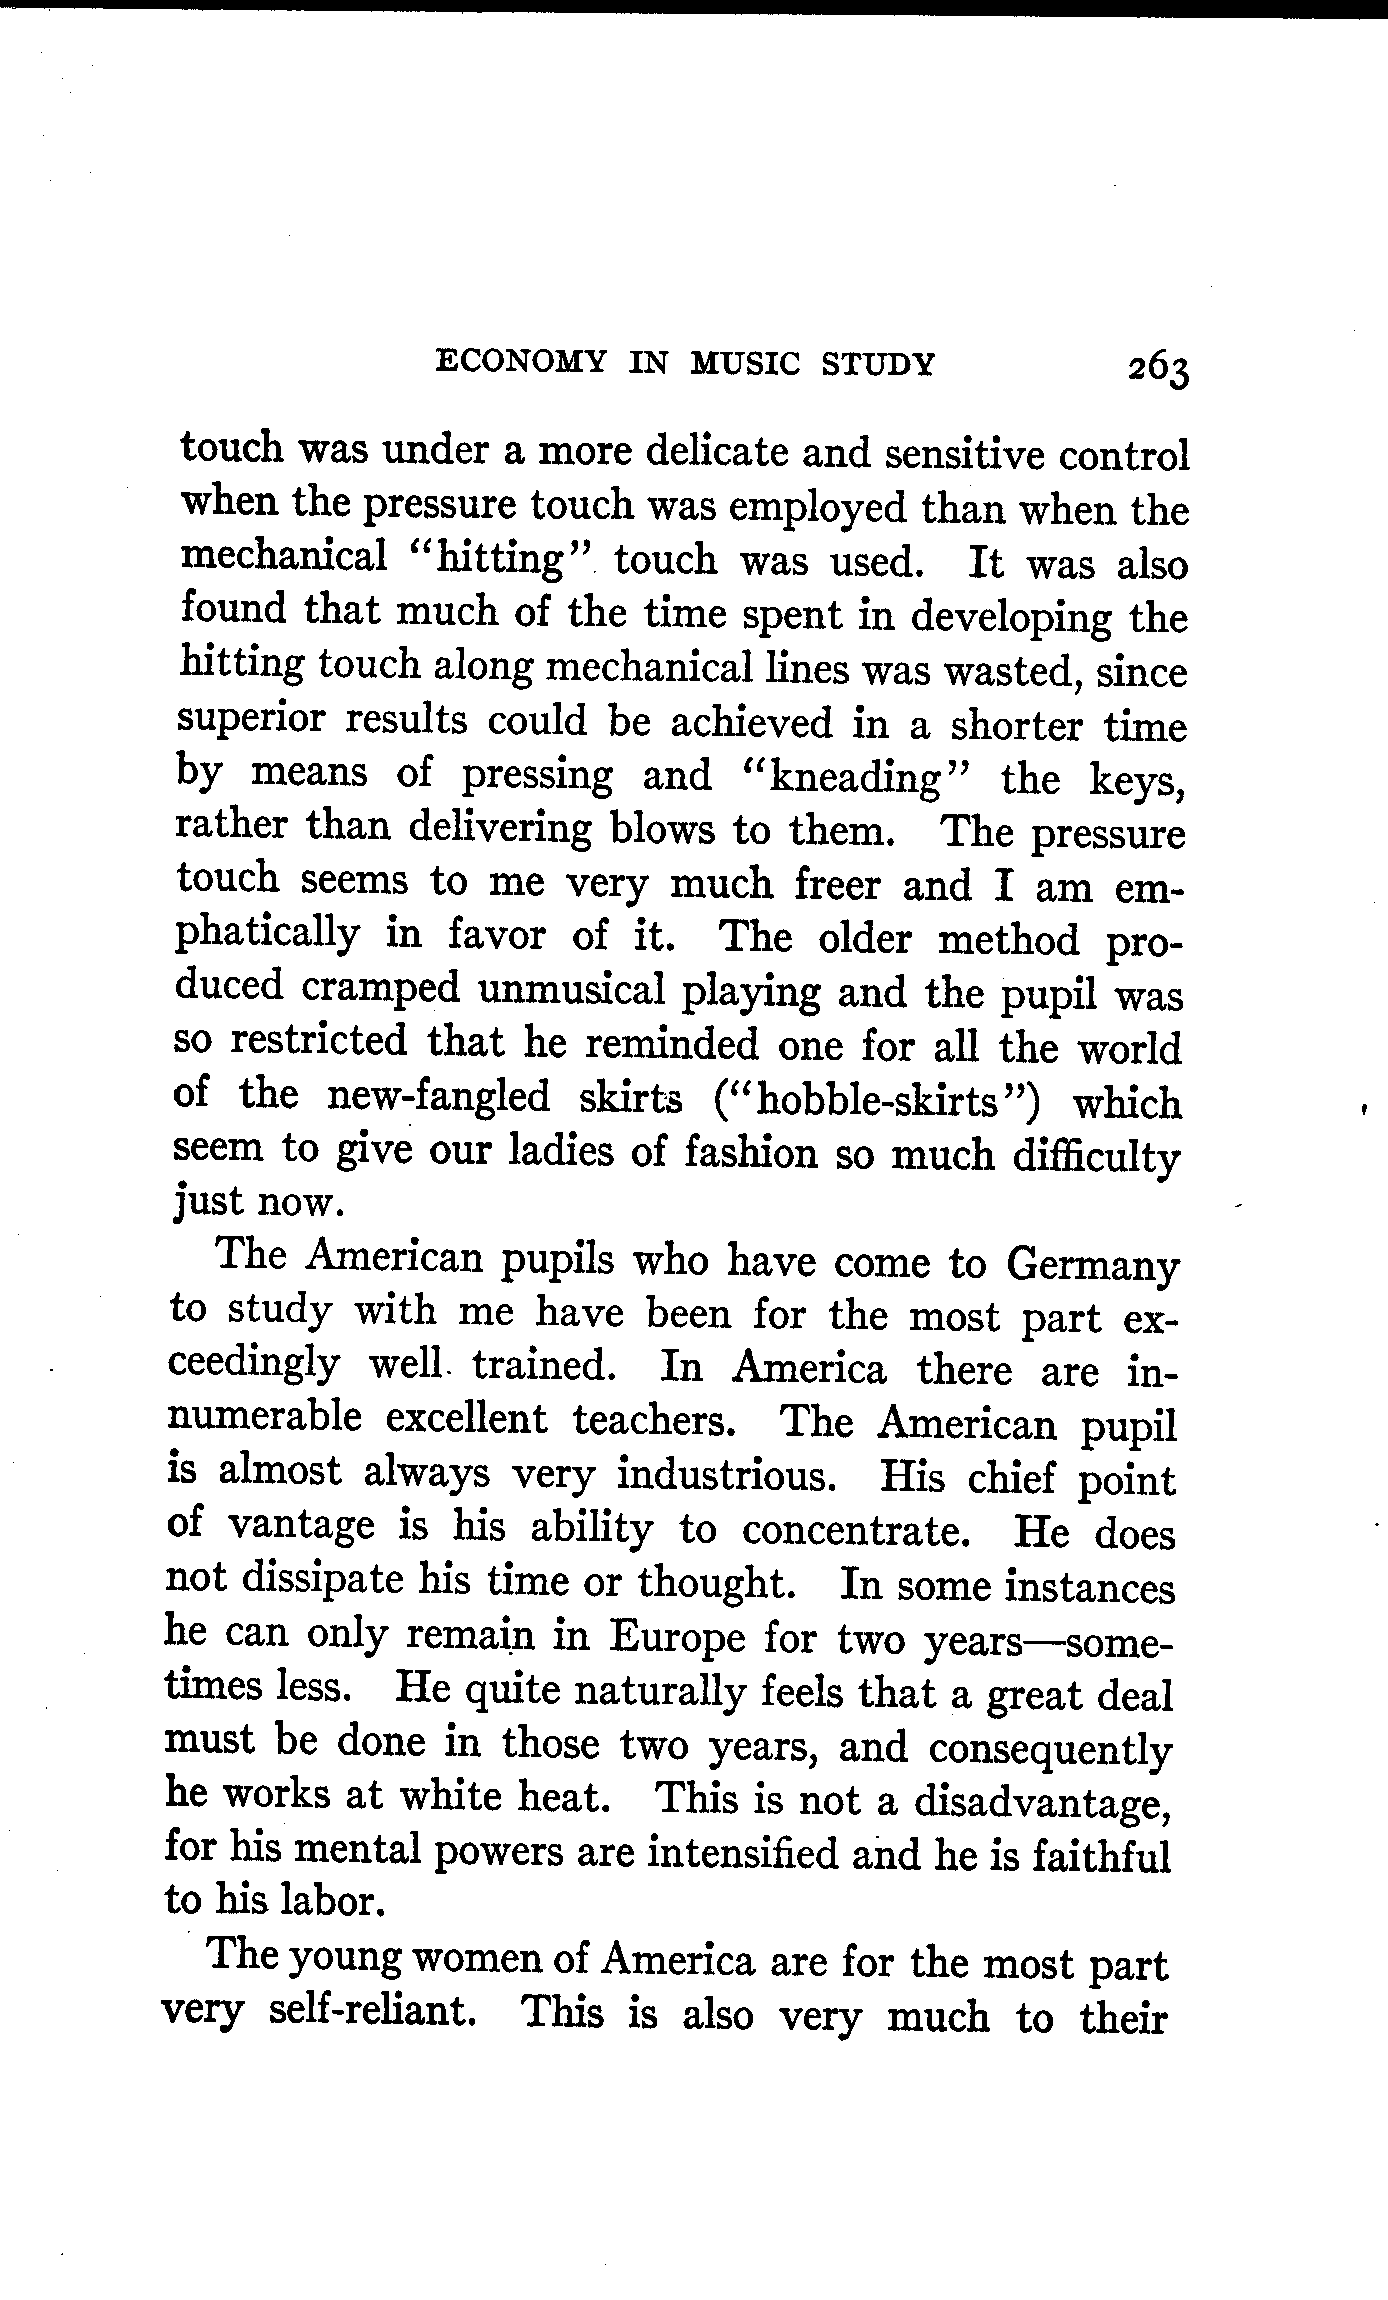 ECONOMY IN MUSIC STUDY 263
touch was under a more delicate and sensitive control
when the pressure touch was employed than when the
mechanical "hitting" touch was used. It was also
found that much of the time spent in developing the
hitting touch along mechanical lines was wasted, since
superior results could be achieved in a shorter time
by means of pressing and "kneading" the keys,
rather than delivering blows to them. The pressure
touch seems to me very much freer and I am em-
phatically in favor of it. The older method pro-
duced cramped unmusical playing and the pupil was
so restricted that he reminded one for all the world
of the new-fangled skirts ("hobble-skirts") which
seem to give our ladies of fashion so much difficulty
just now.
The American pupils who have come to Germany
to study with me have been for the most part ex-
ceedingly well trained. In America there are in-
numerable excellent teachers. The American pupil
is almost always very industrious. His chief point
of vantage is his ability to concentrate. He does
not dissipate his time or thought. In some instances
he can only remain in Europe for two years—some-
times less. He quite naturally feels that a great deal
must be done in those two years, and consequently
he works at white heat. This is not a disadvantage,
for his mental powers are intensified and he is faithful
to his labor.
The young women of America are for the most part
very self-reliant. This is also very much to their